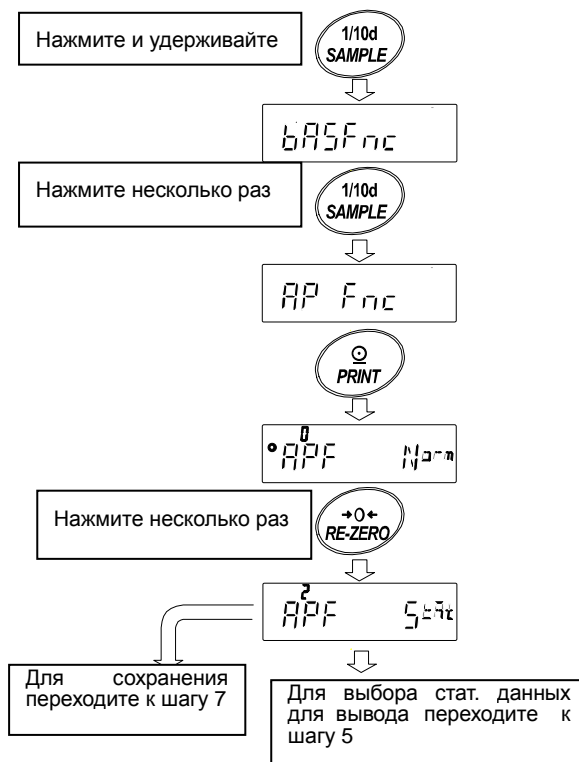 Нажмите и удерживайте
1/10d
SAMPLE
bASFnc
Нажмите несколько раз
1/10d
SAMPLE
AP Fnc
PRINT
0
APF Norm
Нажмите несколько раз
→0←
RE-ZERO
2
APF StAt
Для сохранения
переходите к шагу 7
Для выбора стат. данных
для вывода переходите к
шагу 5